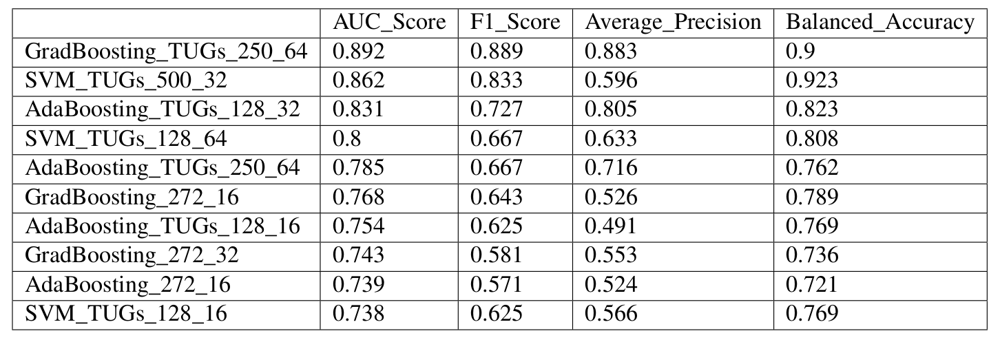 AUC_Score F1_Score Average_Precision Balanced_Accuracy
GradBoosting_TUGs_250_64 0.892 0.889 0.883 0.9
SVM_TUGs_500_32 0.862 0.833 0.596 0.923
AdaBoosting_TUGs_128_32 0.831 0.727 0.805 0.823
SVM_TUGs_128_64 0.8 0.667 0.633 0.808
AdaBoosting_TUGs_250_64 0.785 0.667 0.716 0.762
GradBoosting_272_16 0.768 0.643 0.526 0.789
AdaBoosting_TUGs_128_16 0.754 0.625 0.491 0.769
GradBoosting_272_32 0.743 0.581 0.553 0.736
AdaBoosting_272_16 0.739 0.571 0.524 0.721
SVM_TUGs_128_16 0.738 0.625 0.566 0.769